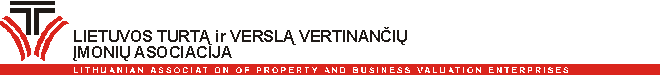 LIETUVOS TURTĄ ir VERSLĄ VERTINANČIŲ
ĮMONIŲ ASOCIACIJA
LITHUANIAN ASSOCIATION OF PROPERTY AND BUSINESS VALUATION ENTERPRISES